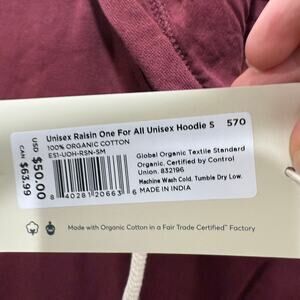 Unisex Raisin One For All Unisex Hoodie S 570
100% ORGANIC COTTON
ES1-UOH-RSN-SM
USD $50.00
CAN $63.99
8 40281 20663 6
Global Organic Textile Standard
Organic, Certified by Control
Union. 832196
Machine Wash Cold, Tumble Dry Low.
MADE IN INDIA
Made with Organic Cotton in a Fair Trade Certified™ Factory